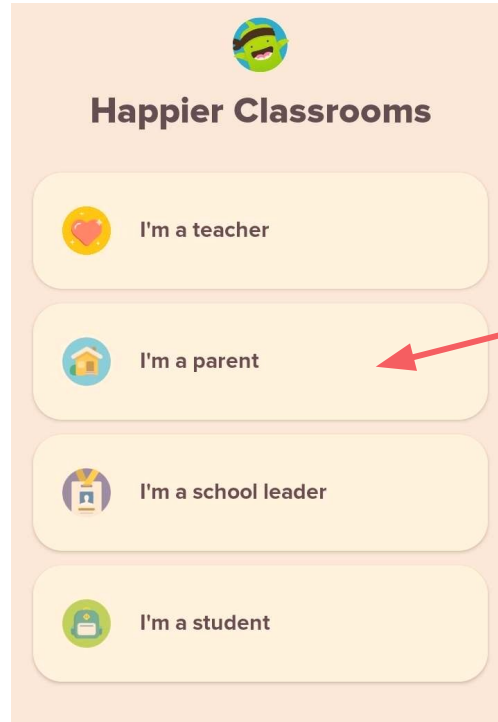 Happier Classrooms
I'm a teacher
I'm a parent
I'm a school leader
I'm a student